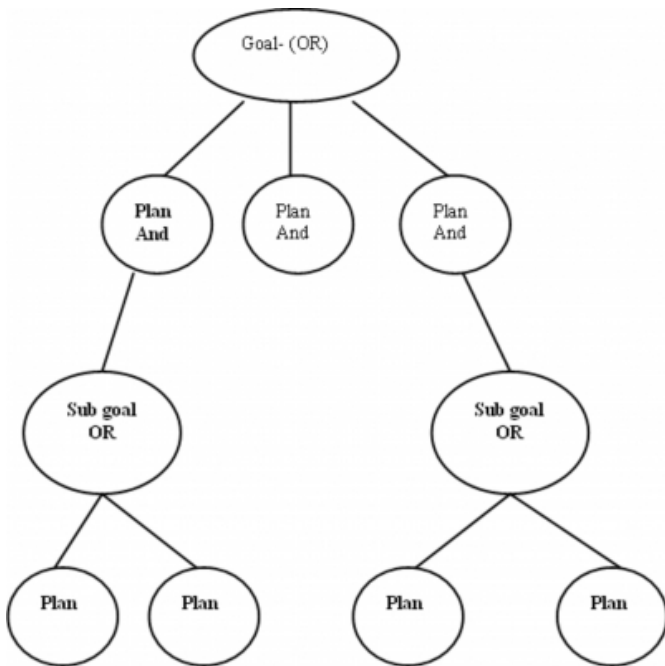 Goal- (OR)
Plan
And
Plan
And
Plan
And
Sub goal
OR
Sub goal
OR
Plan
Plan
Plan
Plan